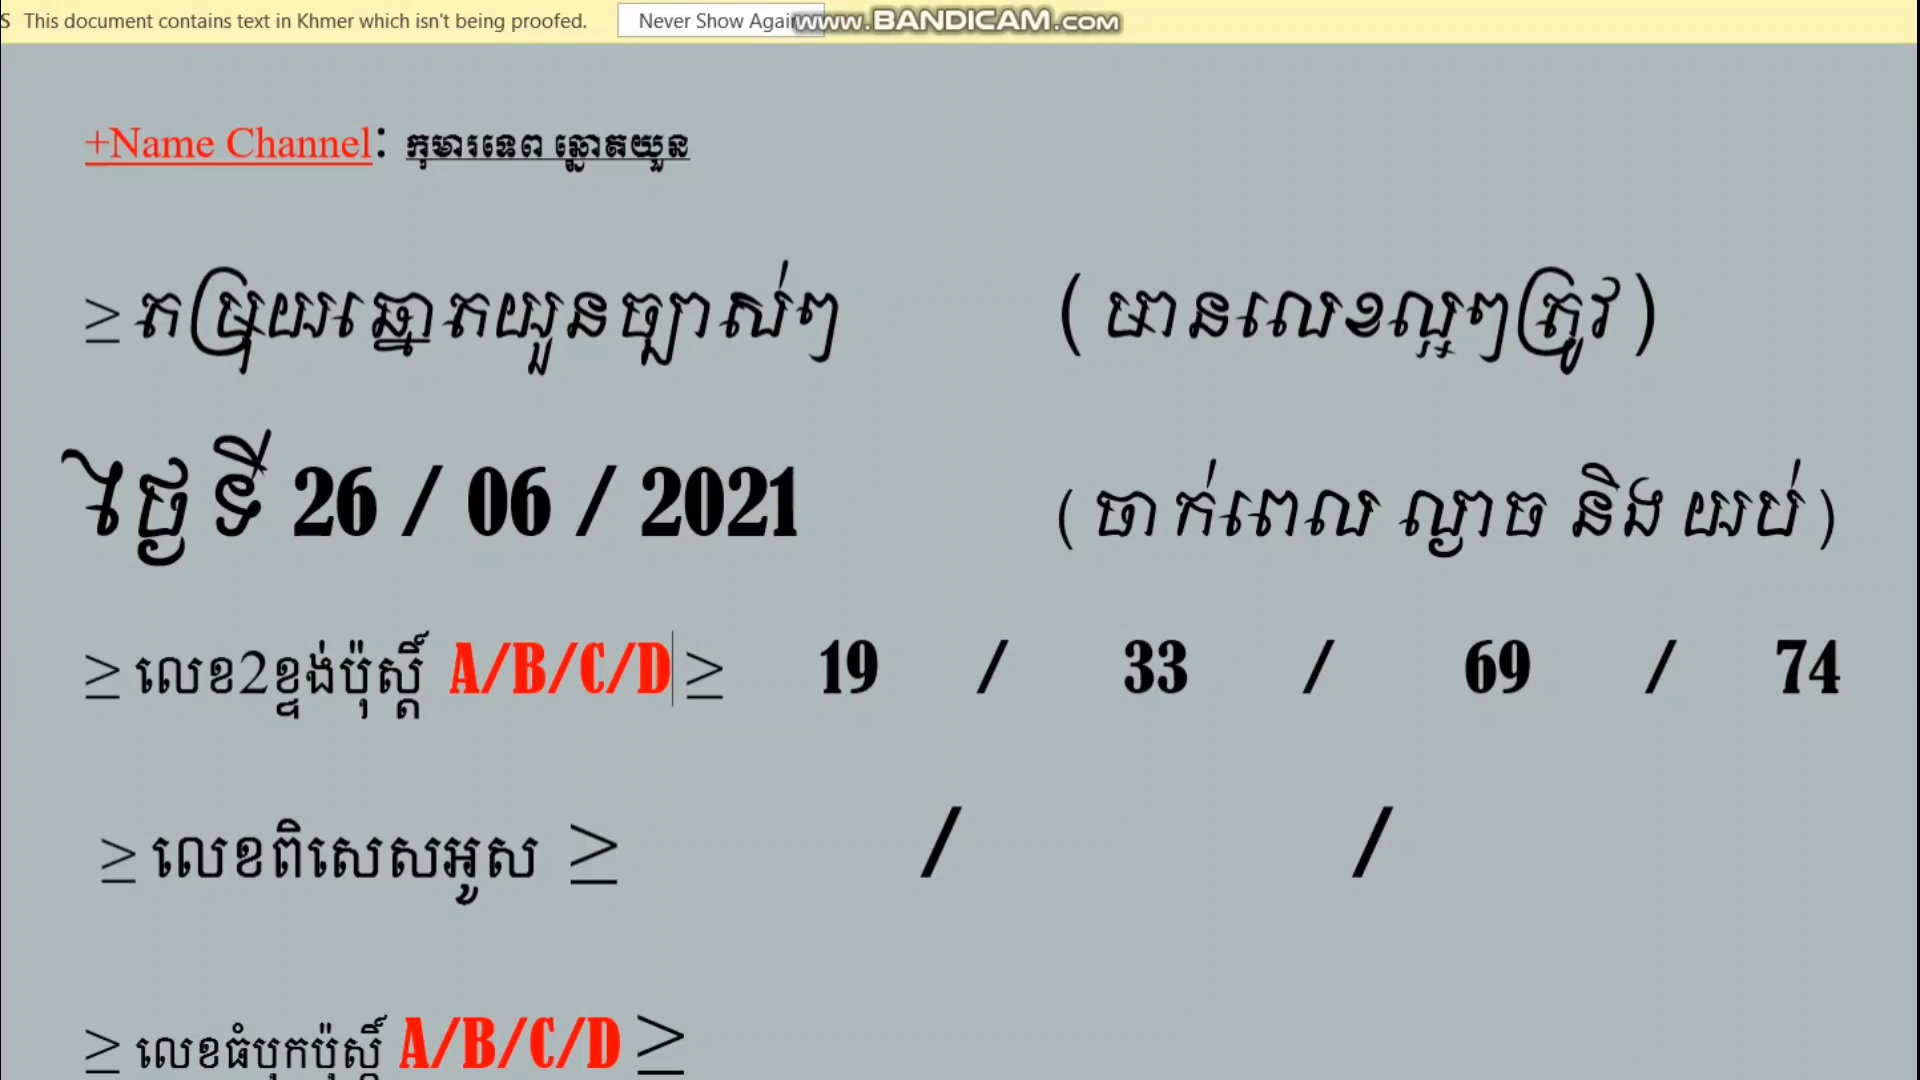 S This document contains text in Khmer which isn't being proofed. Never Show Again www.BANDICAM.com
+Name Channel: កុមារទេព ឆ្នោតយួន
≥ តម្រុយឆ្នោតយួនច្បាស់ៗ (មានលេខល្អៗត្រូវ)
ថ្ងៃទី 26 / 06 / 2021 (ចាក់ពេល ល្ងាច និង យប់)
≥ លេខ2ខ្ទង់ប៉ុស្តិ៍ A/B/C/D ≥ 19 / 33 / 69 / 74
≥ លេខពិសេសអូស ≥ / /
≥ លេខធំបុកប៉ុស្តិ៍ A/B/C/D ≥